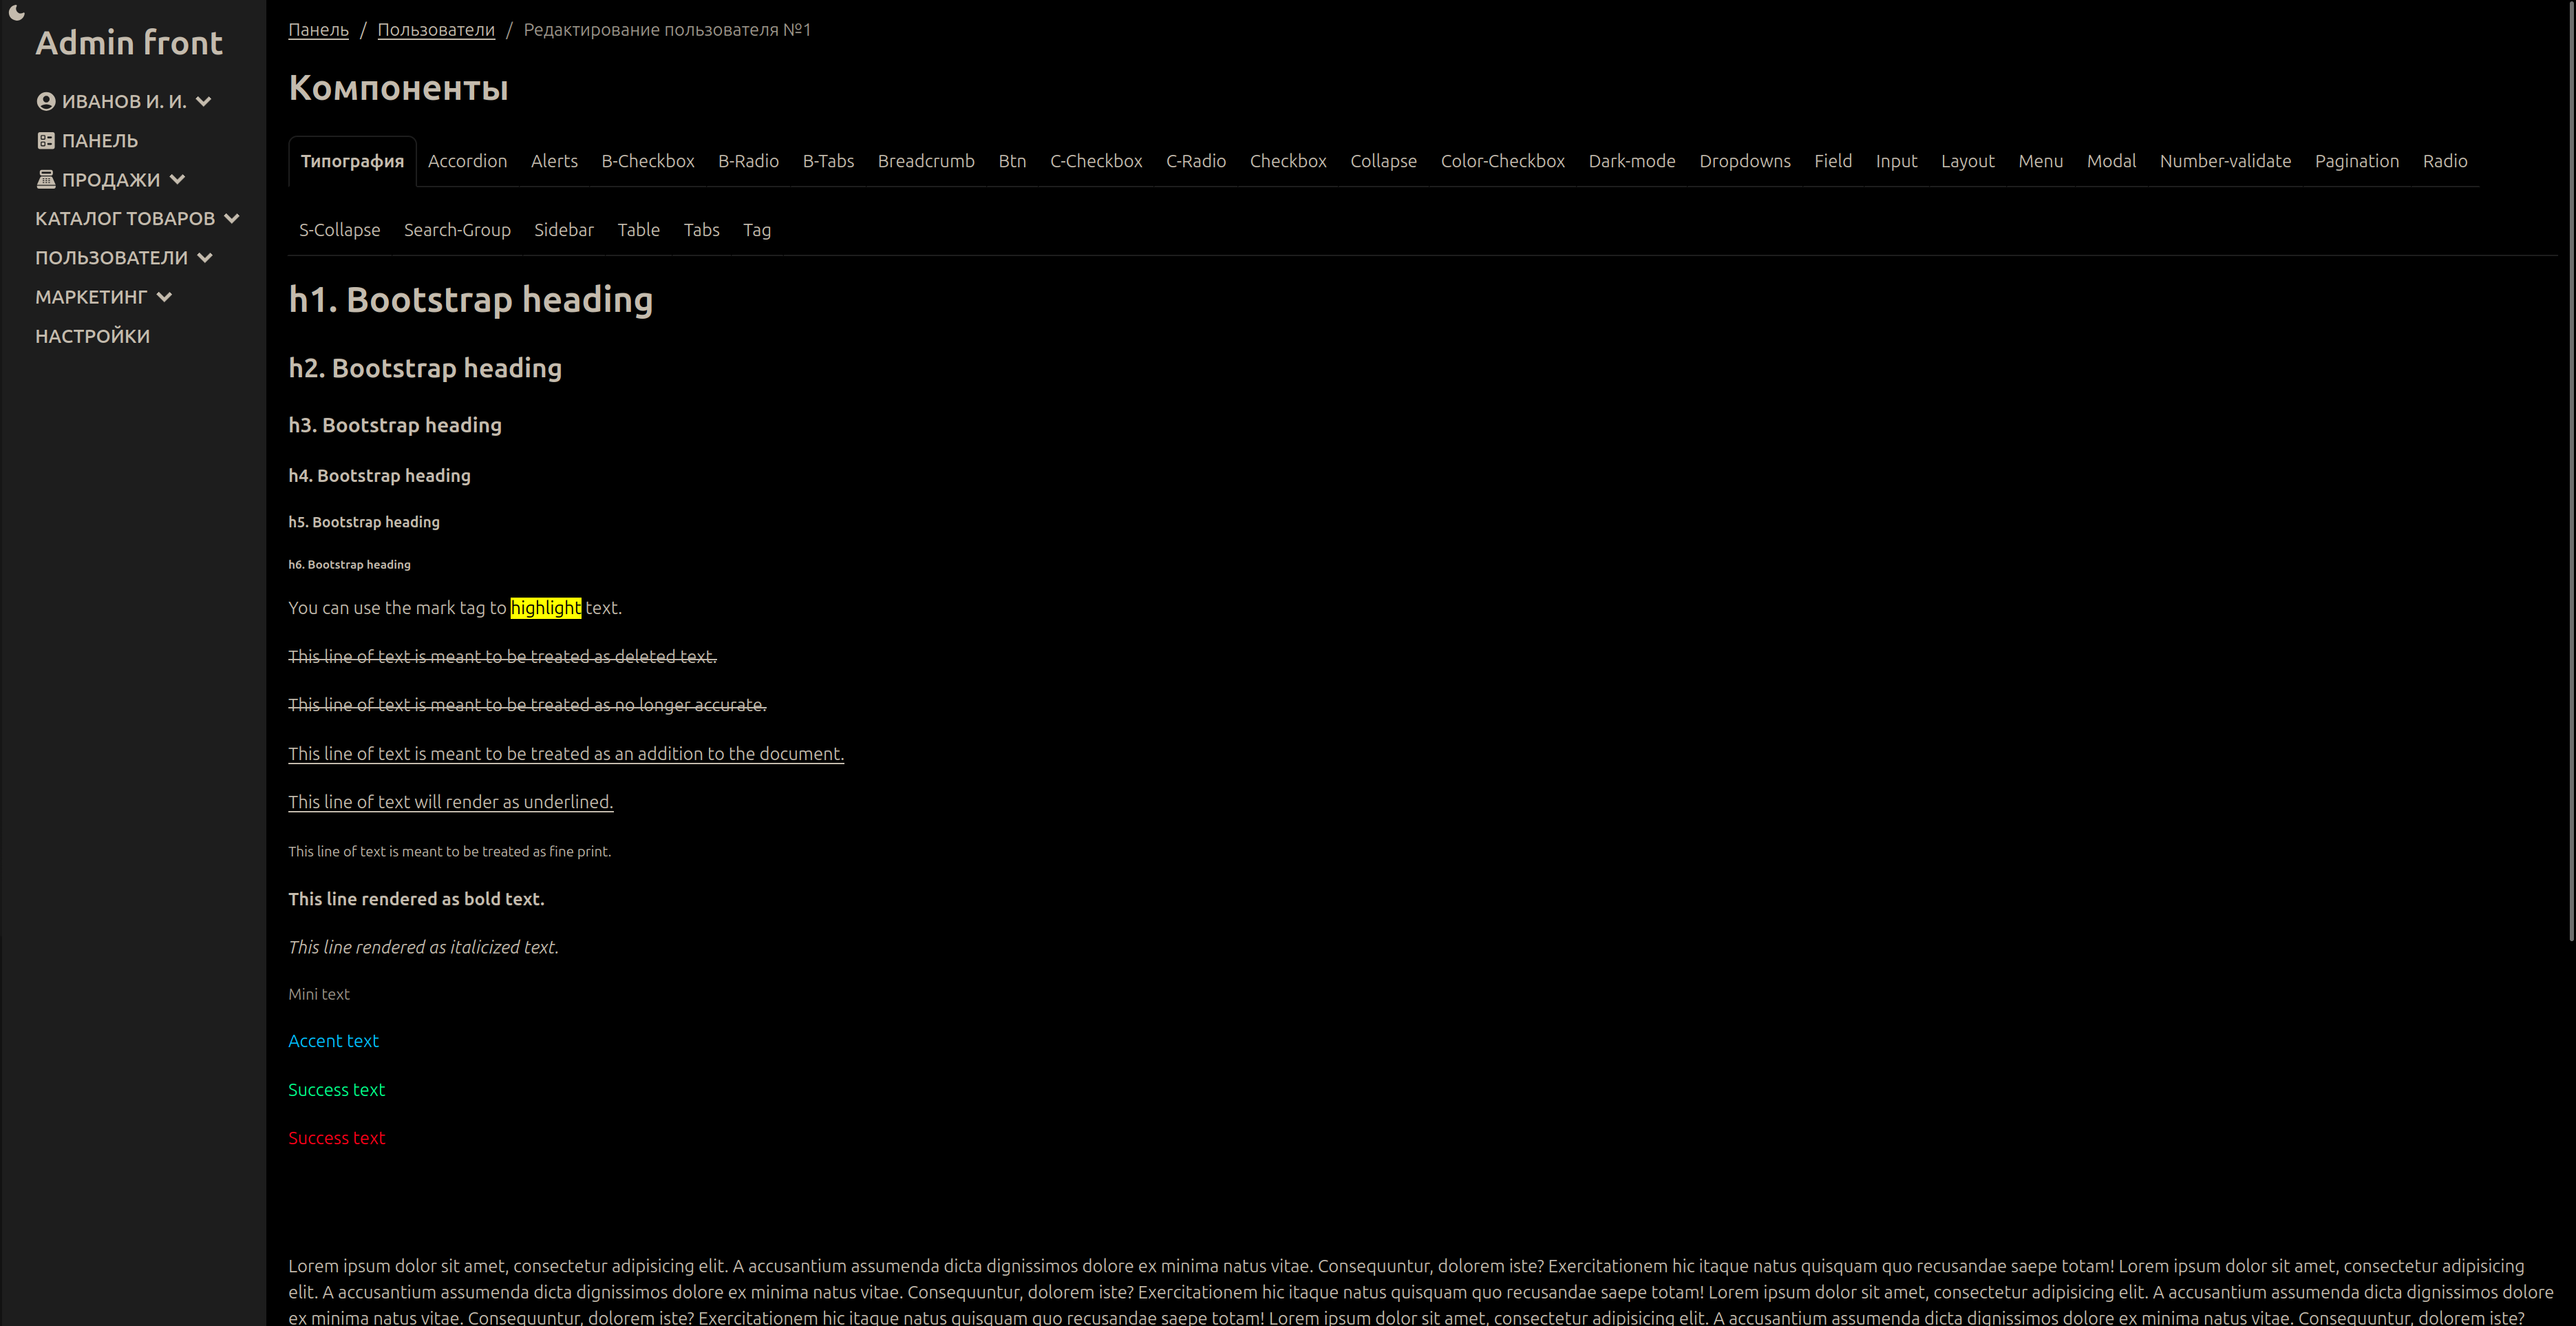 Admin front
ИВАНОВ И. И.
ПАНЕЛЬ
ПРОДАЖИ
КАТАЛОГ ТОВАРОВ
ПОЛЬЗОВАТЕЛИ
МАРКЕТИНГ
НАСТРОЙКИ
Панель / Пользователи / Редактирование пользователя №1
Компоненты
Типография Accordion Alerts B-Checkbox B-Radio B-Tabs Breadcrumb Btn C-Checkbox C-Radio Checkbox Collapse Color-Checkbox Dark-mode Dropdowns Field Input Layout Menu Modal Number-validate Pagination Radio
S-Collapse Search-Group Sidebar Table Tabs Tag
h1. Bootstrap heading
h2. Bootstrap heading
h3. Bootstrap heading
h4. Bootstrap heading
h5. Bootstrap heading
h6. Bootstrap heading
You can use the mark tag to highlight text.
This line of text is meant to be treated as deleted text.
This line of text is meant to be treated as no longer accurate.
This line of text is meant to be treated as an addition to the document.
This line of text will render as underlined.
This line of text is meant to be treated as fine print.
This line rendered as bold text.
This line rendered as italicized text.
Mini text
Accent text
Success text
Success text
Lorem ipsum dolor sit amet, consectetur adipisicing elit. A accusantium assumenda dicta dignissimos dolore ex minima natus vitae. Consequuntur, dolorem iste? Exercitationem hic itaque natus quisquam quo recusandae saepe totam! Lorem ipsum dolor sit amet, consectetur adipisicing
elit. A accusantium assumenda dicta dignissimos dolore ex minima natus vitae. Consequuntur, dolorem iste? Exercitationem hic itaque natus quisquam quo recusandae saepe totam! Lorem ipsum dolor sit amet, consectetur adipisicing elit. A accusantium assumenda dicta dignissimos dolore
ex minima natus vitae. Consequuntur, dolorem iste? Exercitationem hic itaque natus quisquam quo recusandae saepe totam! Lorem ipsum dolor sit amet, consectetur adipisicing elit. A accusantium assumenda dicta dignissimos dolore ex minima natus vitae. Consequuntur, dolorem iste?